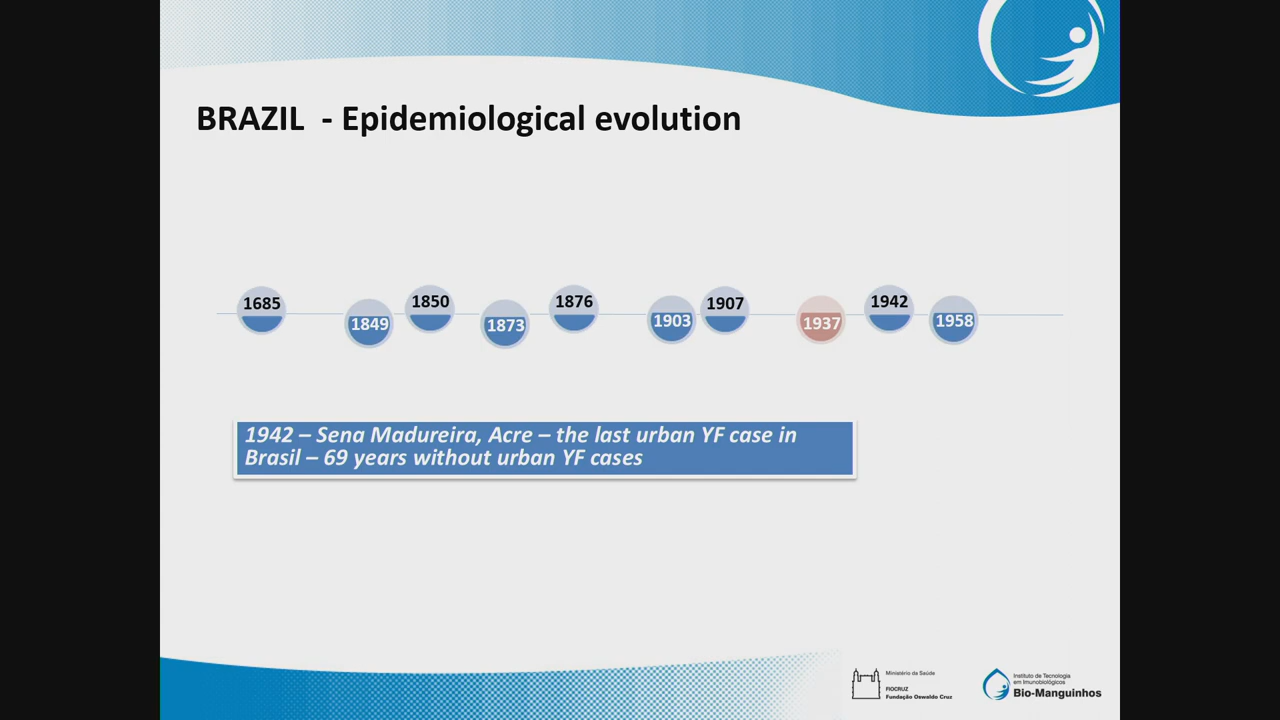 BRAZIL - Epidemiological evolution
1685
1849
1850
1873
1876
1903
1907
1937
1942
1958
1942 – Sena Madureira, Acre – the last urban YF case in
Brasil – 69 years without urban YF cases
Ministério da Saúde
FIOCRUZ
Fundação Oswaldo Cruz
Instituto de Tecnologia
em Imunobiológicos
Bio-Manguinhos